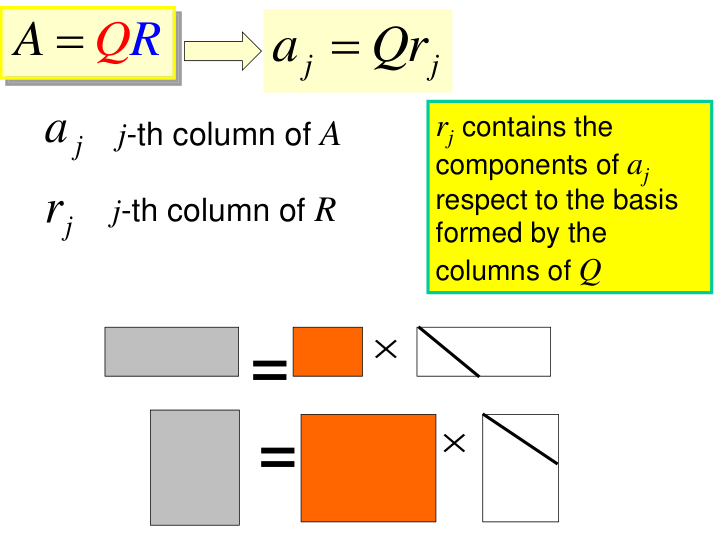 A = QR
a_j = Qr_j
a_j j-th column of A
r_j j-th column of R
r_j contains the
components of a_j
respect to the basis
formed by the
columns of Q
= ×
= ×